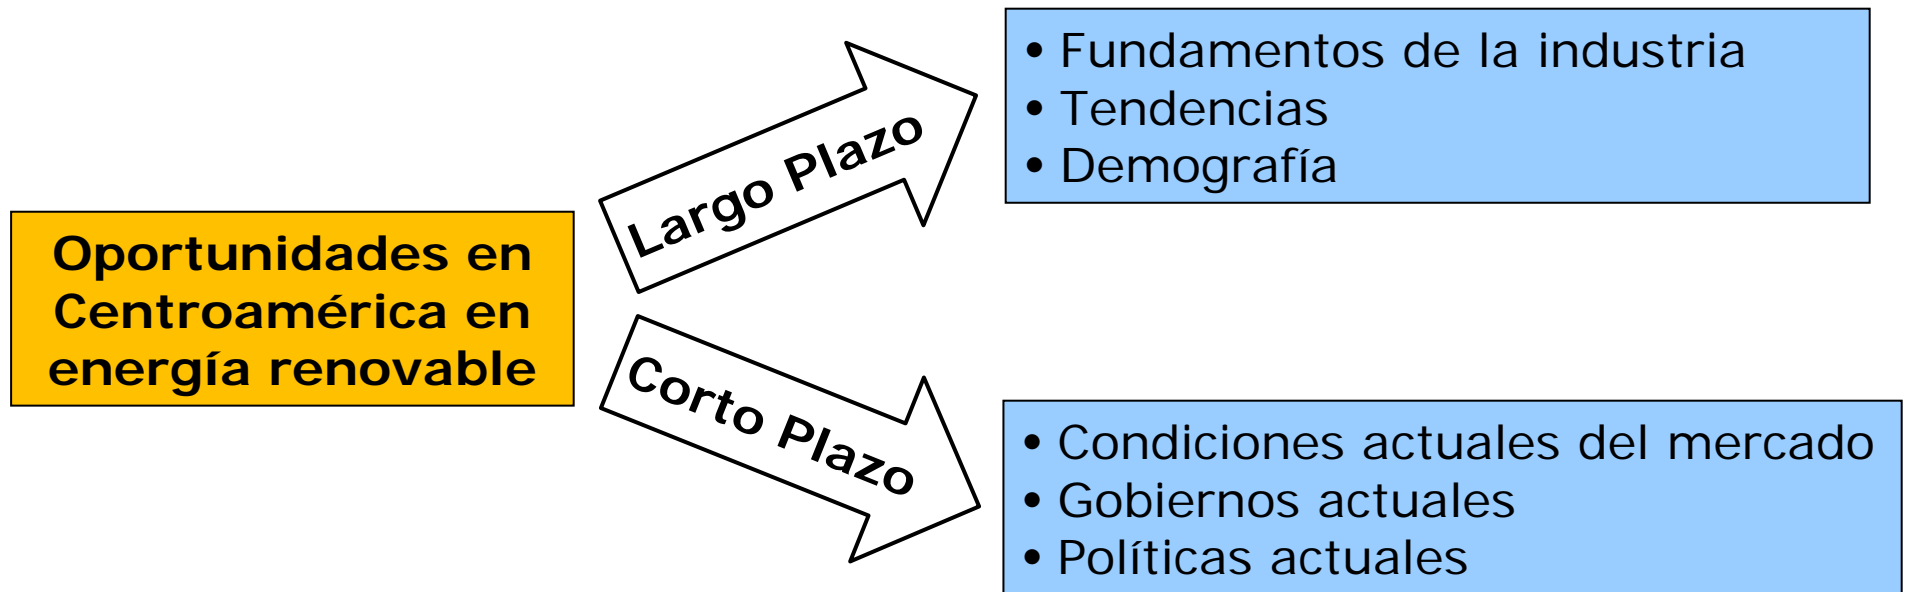 Oportunidades en
Centroamérica en
energía renovable
Largo Plazo
• Fundamentos de la industria
• Tendencias
• Demografía
Corto Plazo
• Condiciones actuales del mercado
• Gobiernos actuales
• Políticas actuales